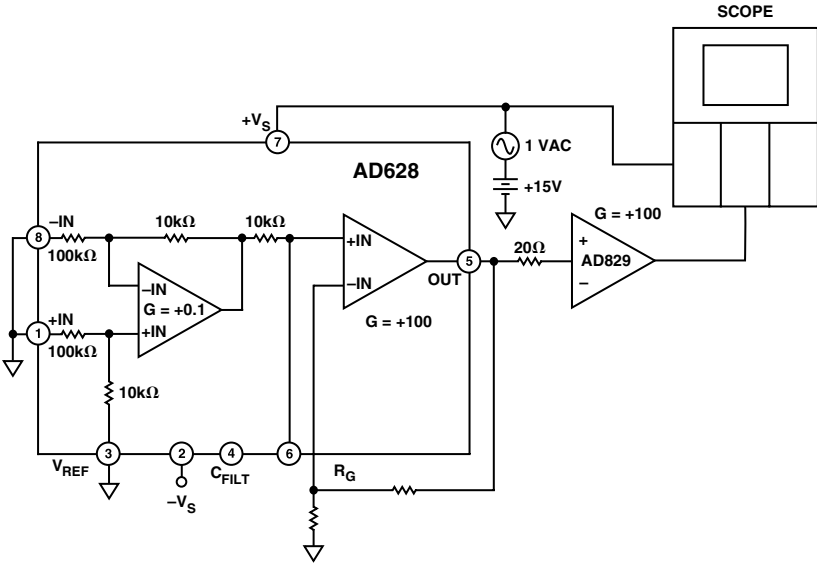 SCOPE
+VS
7
1 VAC
AD628
+15V
G = +100
–IN
10kΩ
10kΩ
8
100kΩ
+IN
20Ω
+
–IN
5
AD829
OUT
–IN
–
+IN
G = +0.1
G = +100
1
+IN
100kΩ
10kΩ
3
2
4
6
VREF
CFILT
RG
–VS